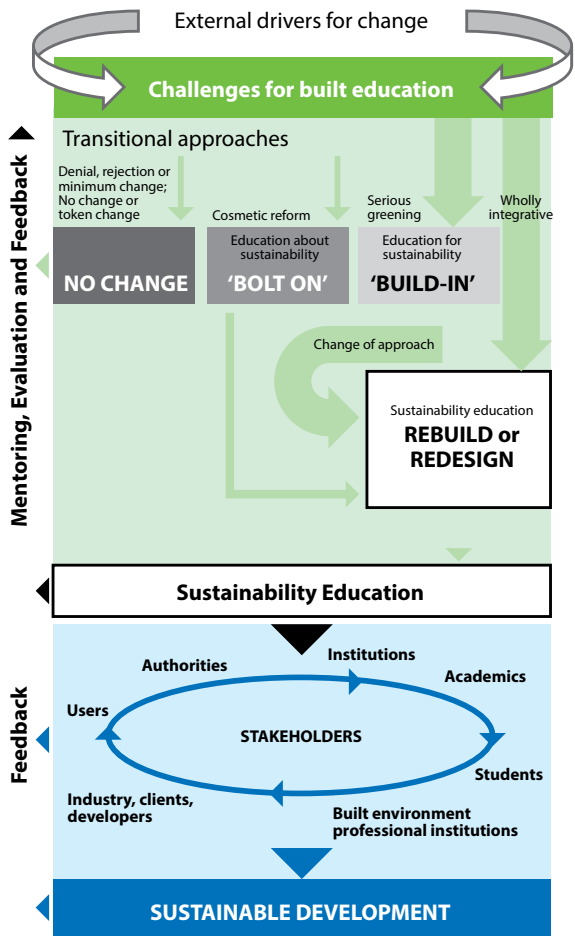 External drivers for change
Challenges for built education
Transitional approaches
Denial, rejection or
minimum change;
No change or
token change
Cosmetic reform
Serious
greening
Wholly
integrative
NO CHANGE
Education about
sustainability
‘BOLT ON’
Education for
sustainability
‘BUILD-IN’
Change of approach
Sustainability education
REBUILD or
REDESIGN
Mentoring, Evaluation and Feedback
Sustainability Education
Institutions
Authorities
Academics
Users
STAKEHOLDERS
Students
Industry, clients,
developers
Built environment
professional institutions
Feedback
SUSTAINABLE DEVELOPMENT